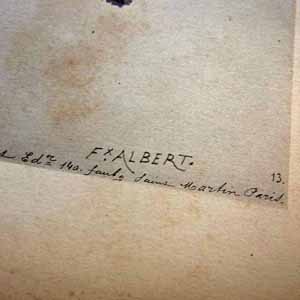 Fx ALBERT.
13.
Edr 140. faubg Saint Martin Paris.